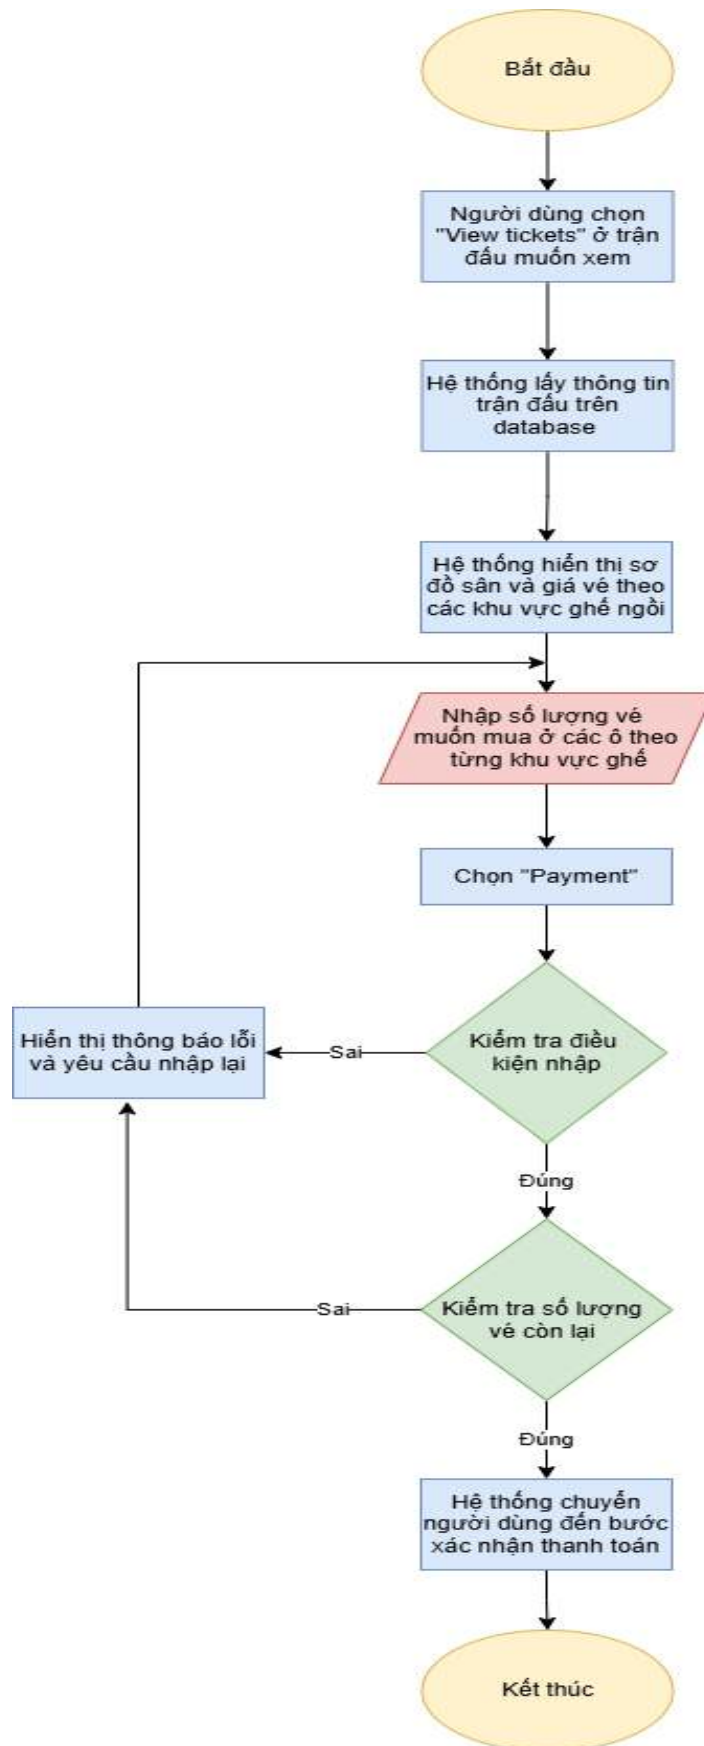 Bắt đầu
Người dùng chọn
"View tickets" ở trận
đấu muốn xem
Hệ thống lấy thông tin
trận đấu trên
database
Hệ thống hiển thị sơ
đồ sân và giá vé theo
các khu vực ghế ngồi
Nhập số lượng vé
muốn mua ở các ô theo
từng khu vực ghế
Chọn "Payment"
Kiểm tra điều
kiện nhập
Sai
Hiển thị thông báo lỗi
và yêu cầu nhập lại
Đúng
Kiểm tra số lượng
vé còn lại
Sai
Đúng
Hệ thống chuyển
người dùng đến bước
xác nhận thanh toán
Kết thúc